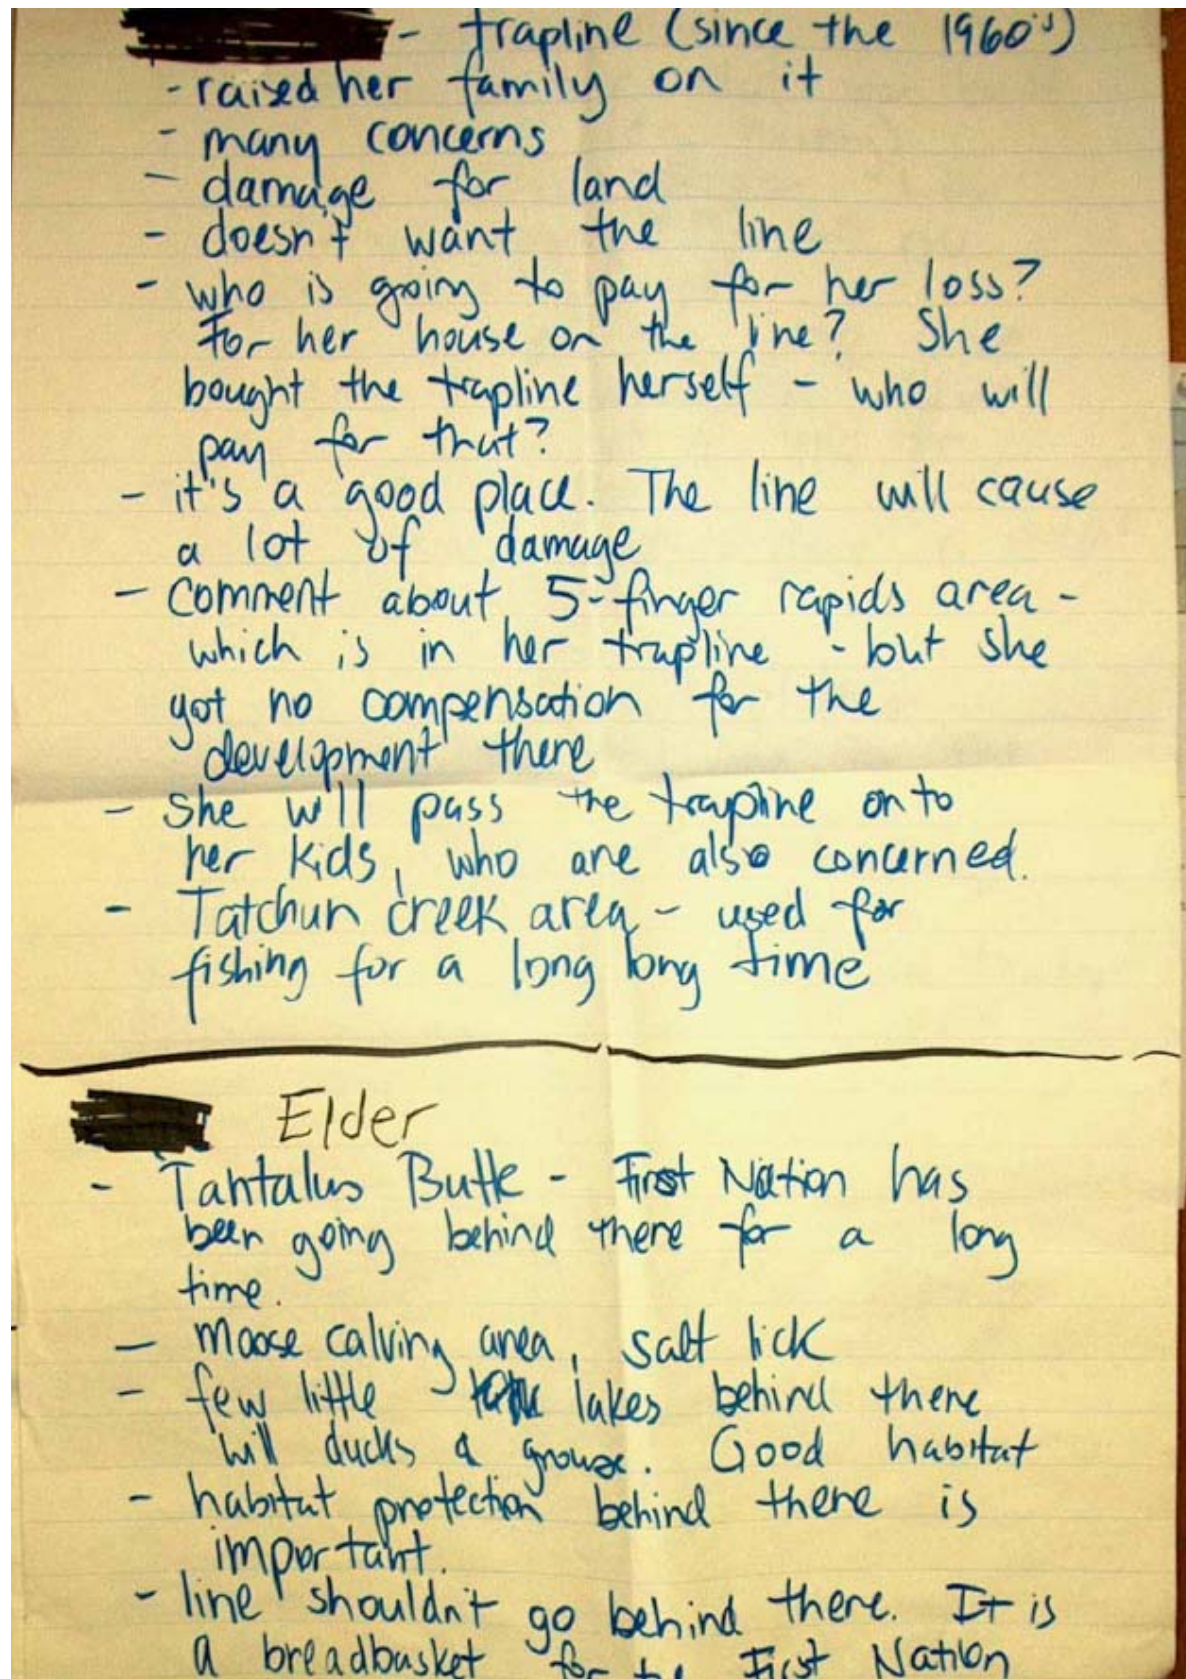 - trapline (since the 1960's)
- raised her family on it
- many concerns
- damage for land
- doesn't want the line
- who is going to pay for her loss?
For her house on the line? She
bought the trapline herself - who will
pay for that?
- it's a good place. The line will cause
a lot of damage
- Comment about 5-finger rapids area -
which is in her trapline - but she
got no compensation for the
development there
- She will pass the trapline onto
her kids, who are also concerned.
- Tatchun creek area - used for
fishing for a long long time
Elder
- Tantalus Butte - First Nation has
been going behind there for a long
time.
- moose calving area, salt lick
- few little lakes behind there
will ducks & grouse. Good habitat
- habitat protection behind there is
important.
- line shouldn't go behind there. It is
a breadbasket for the First Nation